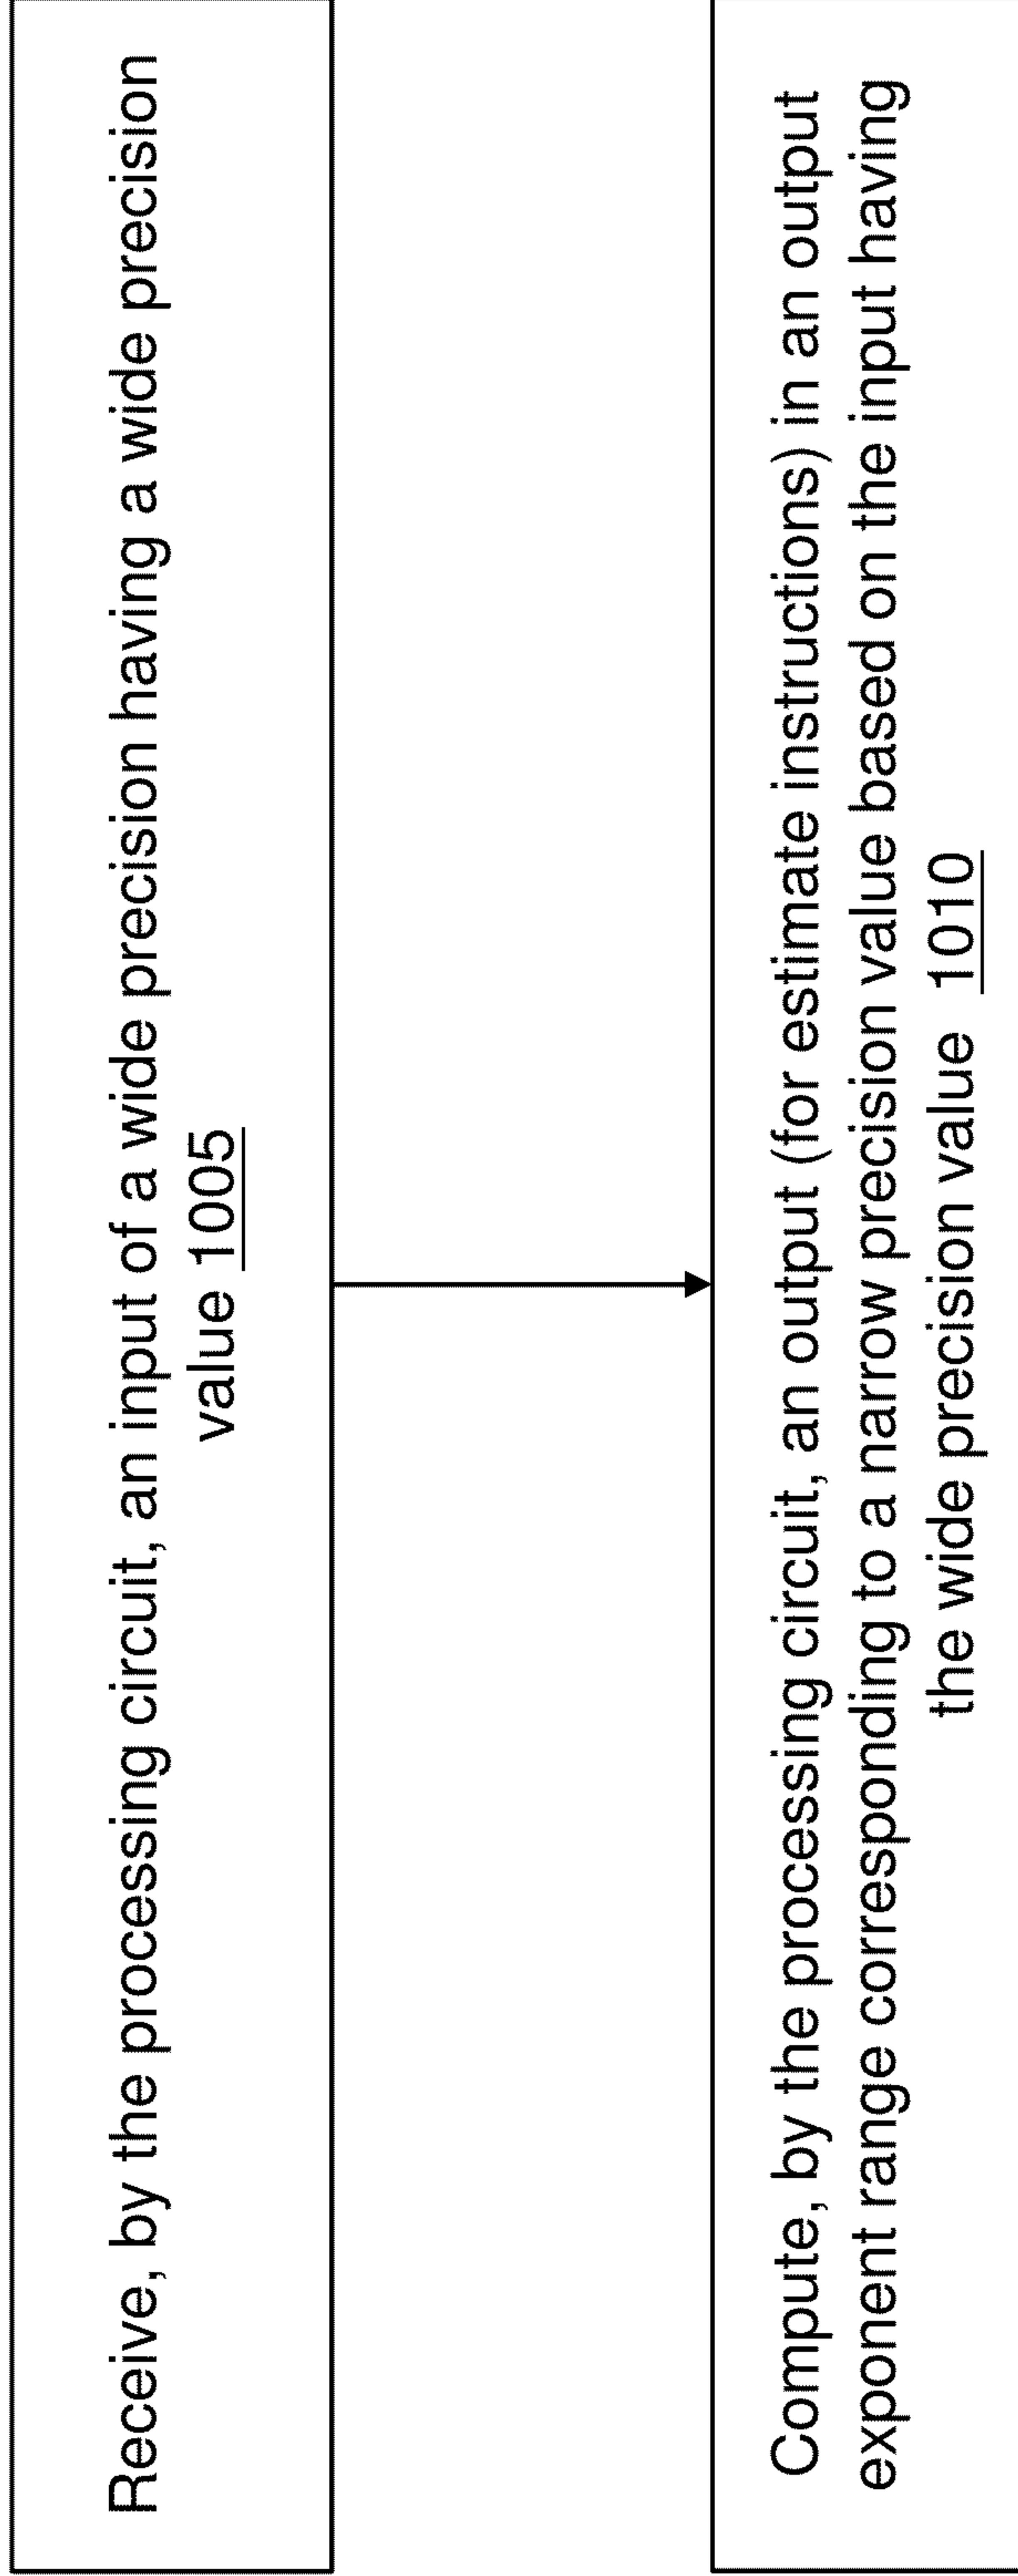 Receive, by the processing circuit, an input of a wide precision having a wide precision
value 1005
Compute, by the processing circuit, an output (for estimate instructions) in an output
exponent range corresponding to a narrow precision value based on the input having
the wide precision value 1010